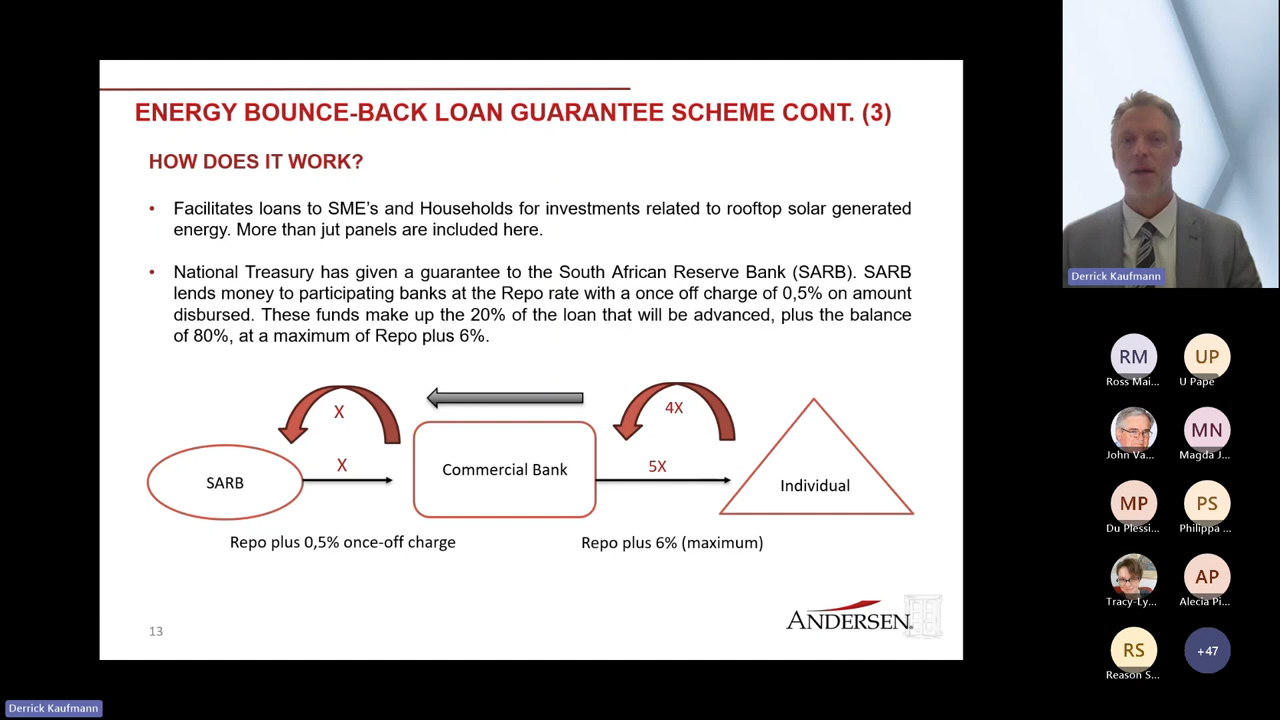 ENERGY BOUNCE-BACK LOAN GUARANTEE SCHEME CONT. (3)
HOW DOES IT WORK?
• Facilitates loans to SME's and Households for investments related to rooftop solar generated
energy. More than jut panels are included here.
• National Treasury has given a guarantee to the South African Reserve Bank (SARB). SARB
lends money to participating banks at the Repo rate with a once off charge of 0,5% on amount
disbursed. These funds make up the 20% of the loan that will be advanced, plus the balance
of 80%, at a maximum of Repo plus 6%.
X
4X
SARB
X
Commercial Bank
5X
Individual
Repo plus 0,5% once-off charge
Repo plus 6% (maximum)
13
ANDERSEN
Derrick Kaufmann
RM
UP
Ross Mai...
U Pape
MN
John Va...
Magda J...
MP
PS
Du Plessi...
Philippa ...
AP
Tracy-Ly...
Alecia Pi...
RS
+47
Reason S...
Derrick Kaufmann